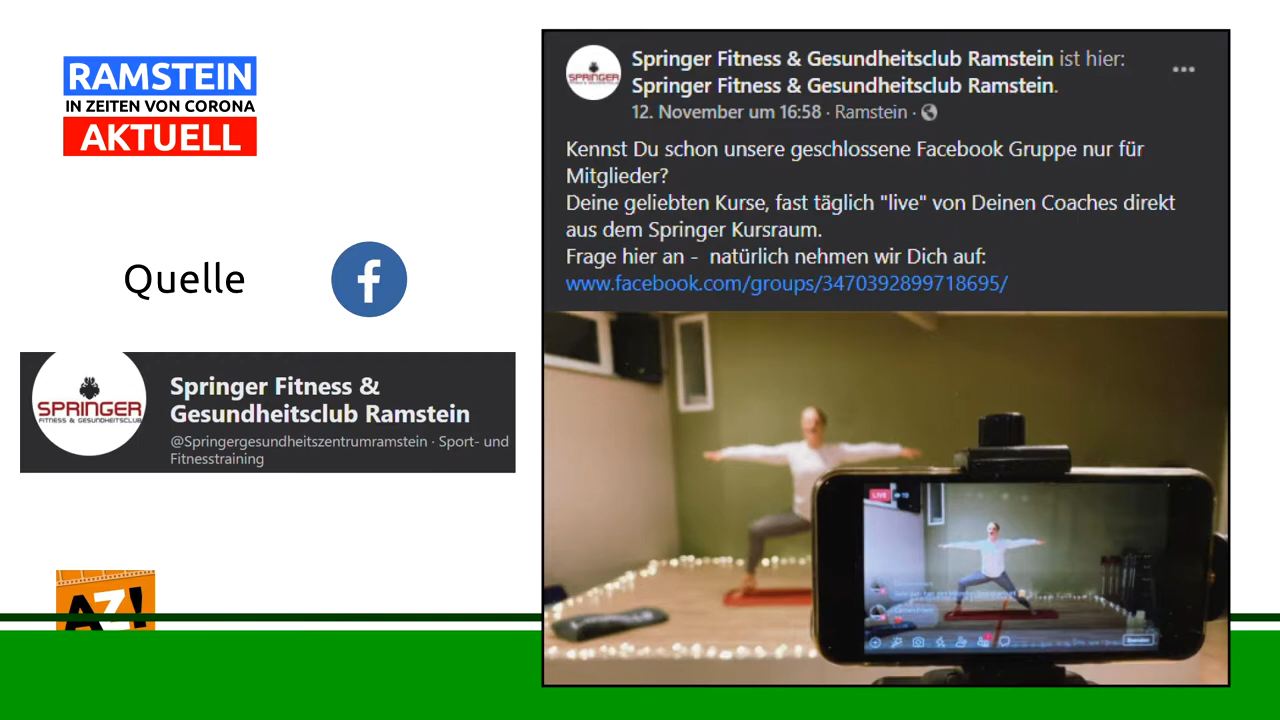 RAMSTEIN
IN ZEITEN VON CORONA
AKTUELL
Quelle
SPRINGER
FITNESS & GESUNDHEITSCLUB
Springer Fitness &
Gesundheitsclub Ramstein
@Springergesundheitszentrumramstein · Sport- und
Fitnesstraining
AZ!
SPRINGER
Springer Fitness & Gesundheitsclub Ramstein ist hier:
Springer Fitness & Gesundheitsclub Ramstein.
12. November um 16:58 · Ramstein ·
Kennst Du schon unsere geschlossene Facebook Gruppe nur für
Mitglieder?
Deine geliebten Kurse, fast täglich "live" von Deinen Coaches direkt
aus dem Springer Kursraum.
Frage hier an - natürlich nehmen wir Dich auf:
www.facebook.com/groups/3470392899718695/
LIVE